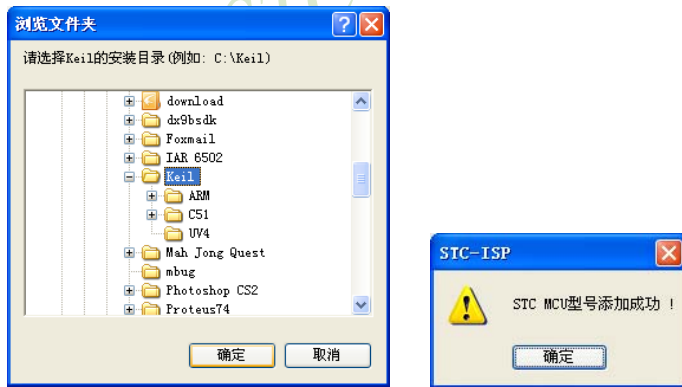 浏览文件夹
请选择Keil的安装目录(例如: C:\Keil)
download
dx9bsdk
Foxmail
IAR 6502
Keil
ARM
C51
UV4
Mah Jong Quest
mbug
Photoshop CS2
Proteus74
确定
取消
STC-ISP
STC MCU型号添加成功 !
确定